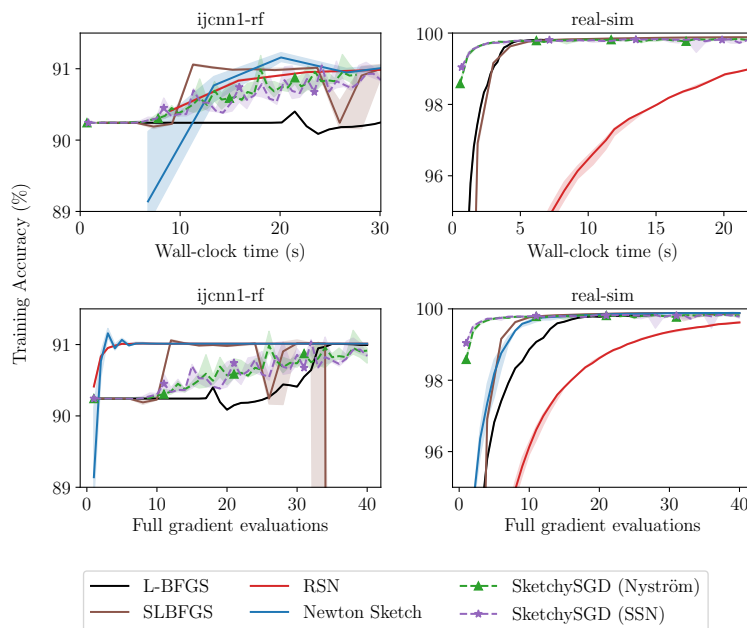 ijcnn1-rf
real-sim
91
90
89
100
98
96
0
10
20
30
0
5
10
15
20
Wall-clock time (s)
Wall-clock time (s)
Training Accuracy (%)
ijcnn1-rf
real-sim
91
90
89
100
98
96
0
10
20
30
40
0
10
20
30
40
Full gradient evaluations
Full gradient evaluations
L-BFGS
RSN
SketchySGD (Nyström)
SLBFGS
Newton Sketch
SketchySGD (SSN)